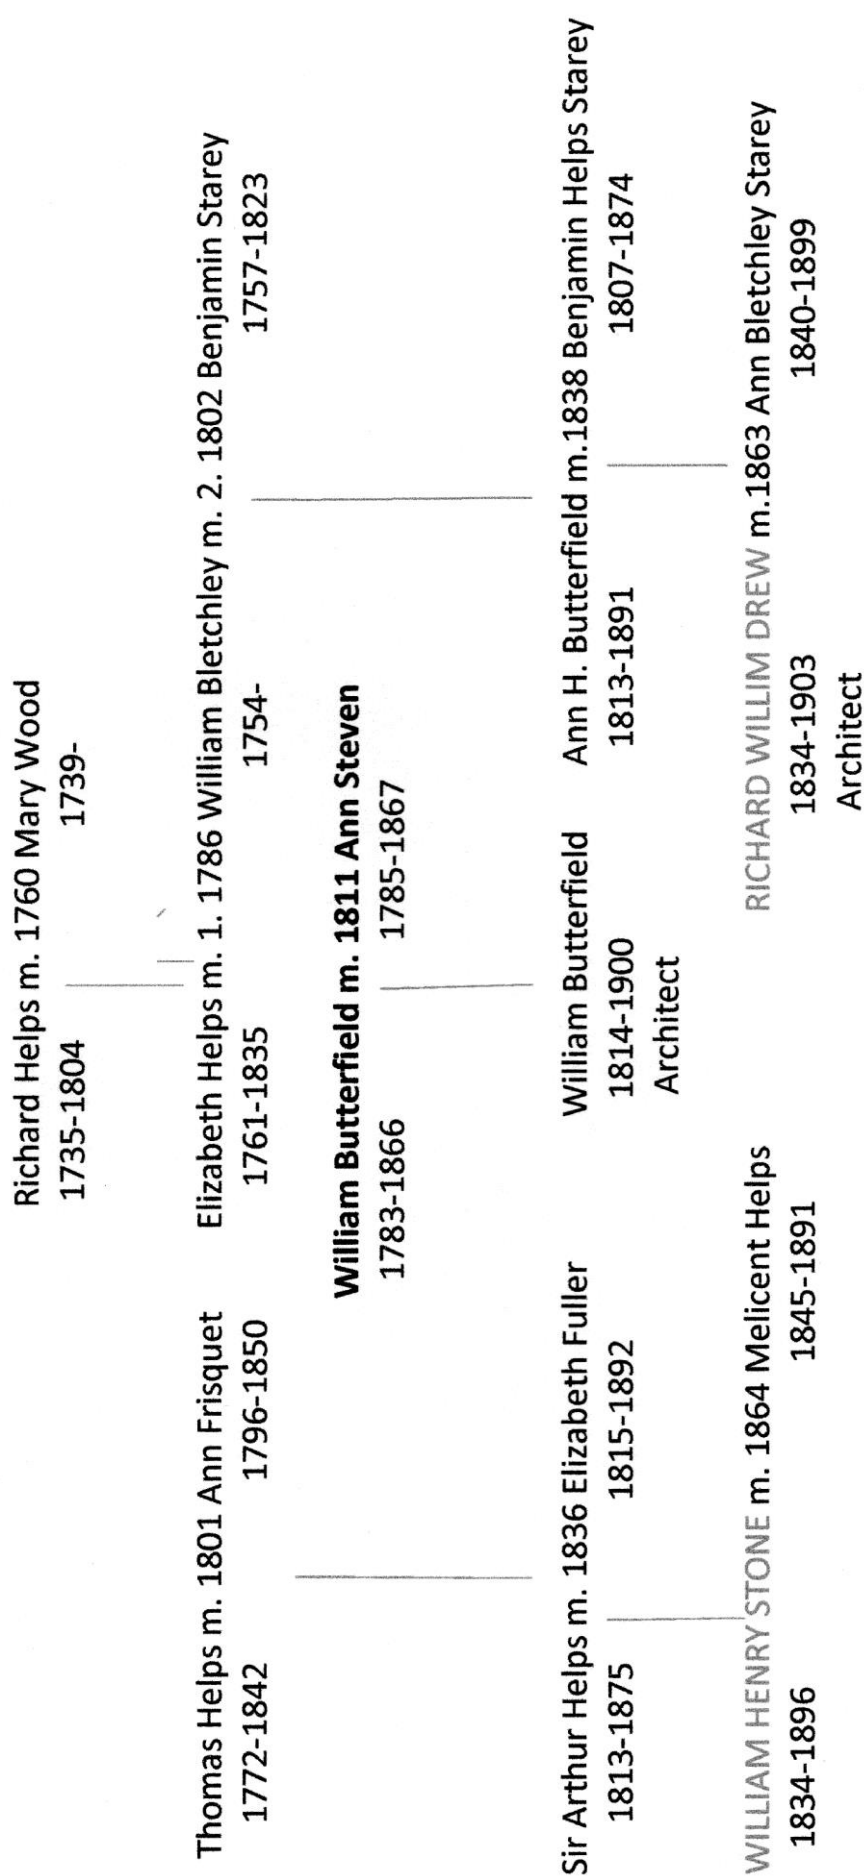 Richard Helps m. 1760 Mary Wood
1735-1804 1739-
Thomas Helps m. 1801 Ann Frisquet Elizabeth Helps m. 1. 1786 William Bletchley m. 2. 1802 Benjamin Starey
1772-1842 1796-1850 1761-1835 1754- 1757-1823
William Butterfield m. 1811 Ann Steven
1783-1866 1785-1867
Sir Arthur Helps m. 1836 Elizabeth Fuller William Butterfield Ann H. Butterfield m.1838 Benjamin Helps Starey
1813-1875 1815-1892 1814-1900 1813-1891 1807-1874
Architect
WILLIAM HENRY STONE m. 1864 Melicent Helps RICHARD WILLIM DREW m.1863 Ann Bletchley Starey
1834-1896 1845-1891 1834-1903 1840-1899
Architect